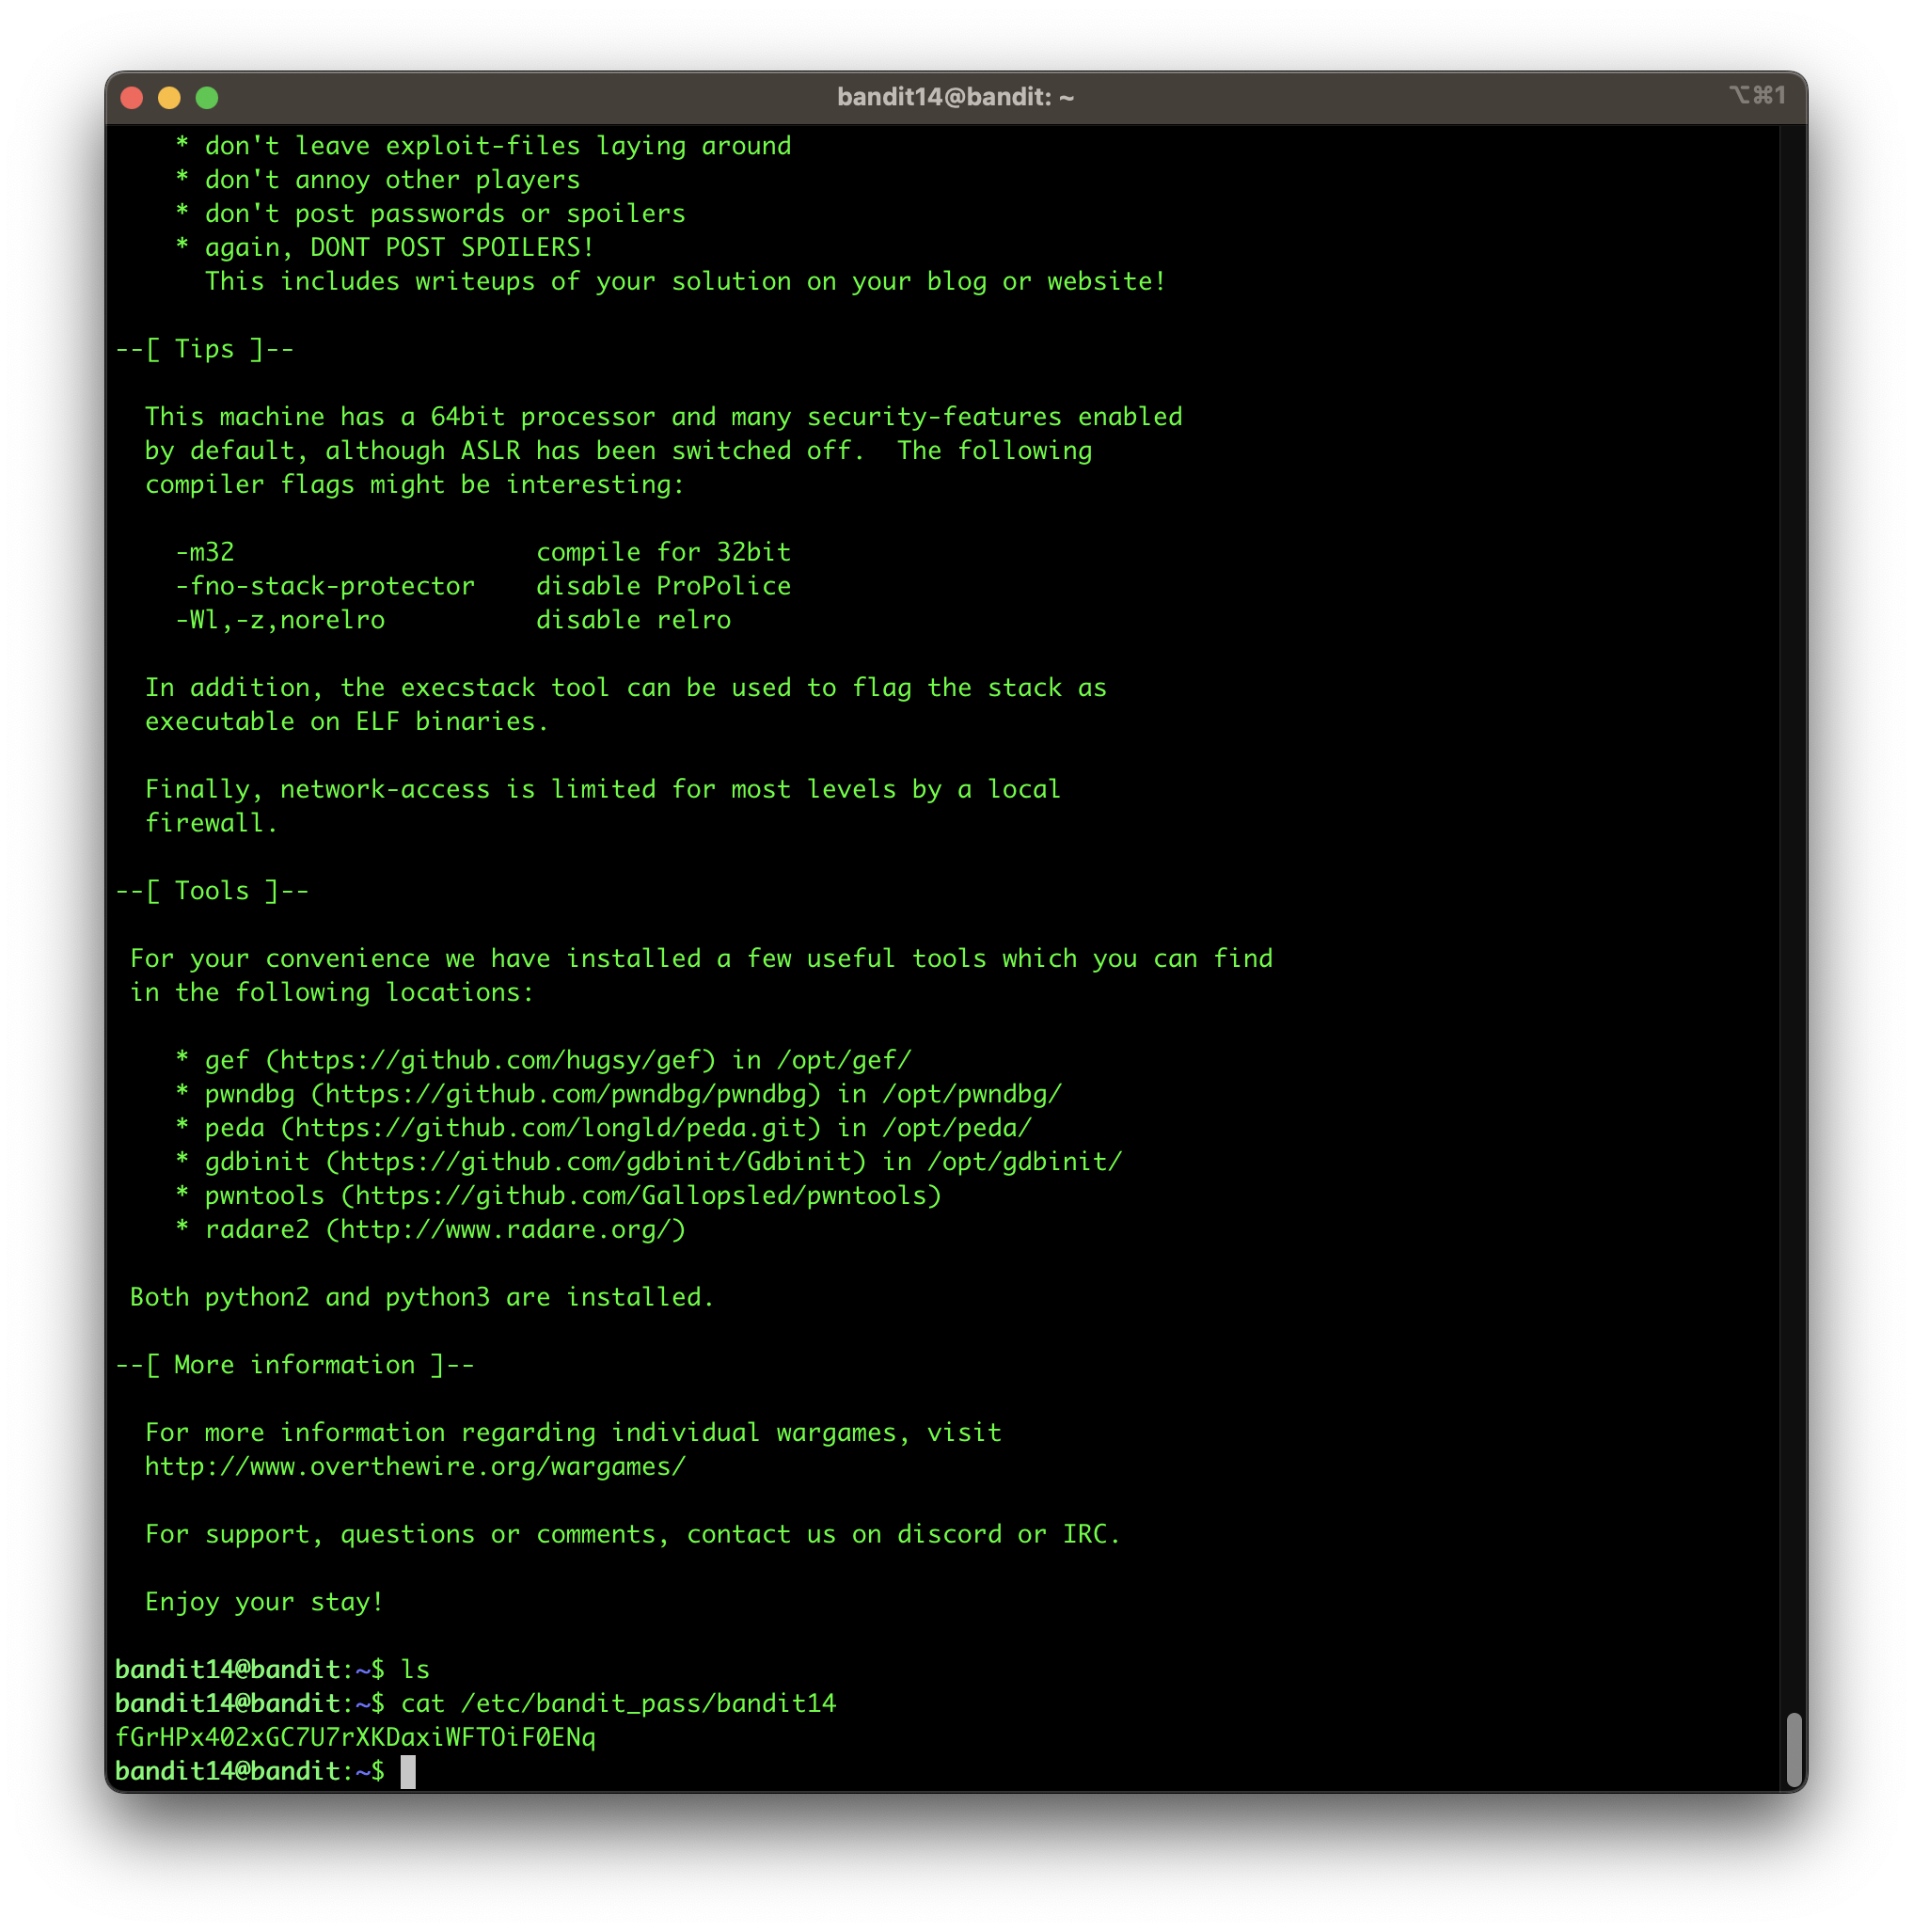 bandit14@bandit: ~
⌥⌘1
* don't leave exploit-files laying around
* don't annoy other players
* don't post passwords or spoilers
* again, DONT POST SPOILERS!
This includes writeups of your solution on your blog or website!
--[ Tips ]--
This machine has a 64bit processor and many security-features enabled
by default, although ASLR has been switched off.  The following
compiler flags might be interesting:
-m32                    compile for 32bit
-fno-stack-protector    disable ProPolice
-Wl,-z,norelro          disable relro
In addition, the execstack tool can be used to flag the stack as
executable on ELF binaries.
Finally, network-access is limited for most levels by a local
firewall.
--[ Tools ]--
For your convenience we have installed a few useful tools which you can find
in the following locations:
* gef (https://github.com/hugsy/gef) in /opt/gef/
* pwndbg (https://github.com/pwndbg/pwndbg) in /opt/pwndbg/
* peda (https://github.com/longld/peda.git) in /opt/peda/
* gdbinit (https://github.com/gdbinit/Gdbinit) in /opt/gdbinit/
* pwntools (https://github.com/Gallopsled/pwntools)
* radare2 (http://www.radare.org/)
Both python2 and python3 are installed.
--[ More information ]--
For more information regarding individual wargames, visit
http://www.overthewire.org/wargames/
For support, questions or comments, contact us on discord or IRC.
Enjoy your stay!
bandit14@bandit:~$ ls
bandit14@bandit:~$ cat /etc/bandit_pass/bandit14
fGrHPx402xGC7U7rXKDaxiWFTOiF0ENq
bandit14@bandit:~$